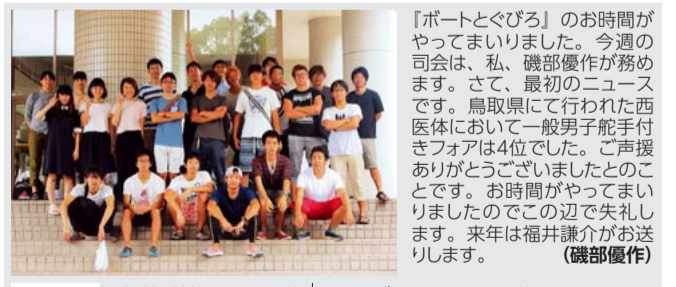 『ボートとぐびろ』のお時間が
やってまいりました。今週の
司会は、私、磯部優作が務め
ます。さて、最初のニュース
です。鳥取県にて行われた西
医体において一般男子舵手付
きフォアは4位でした。ご声援
ありがとうございましたとのこ
とです。お時間がやってまい
りましたのでこの辺で失礼し
ます。来年は福井謙介がお送
りします。　　　（磯部優作）